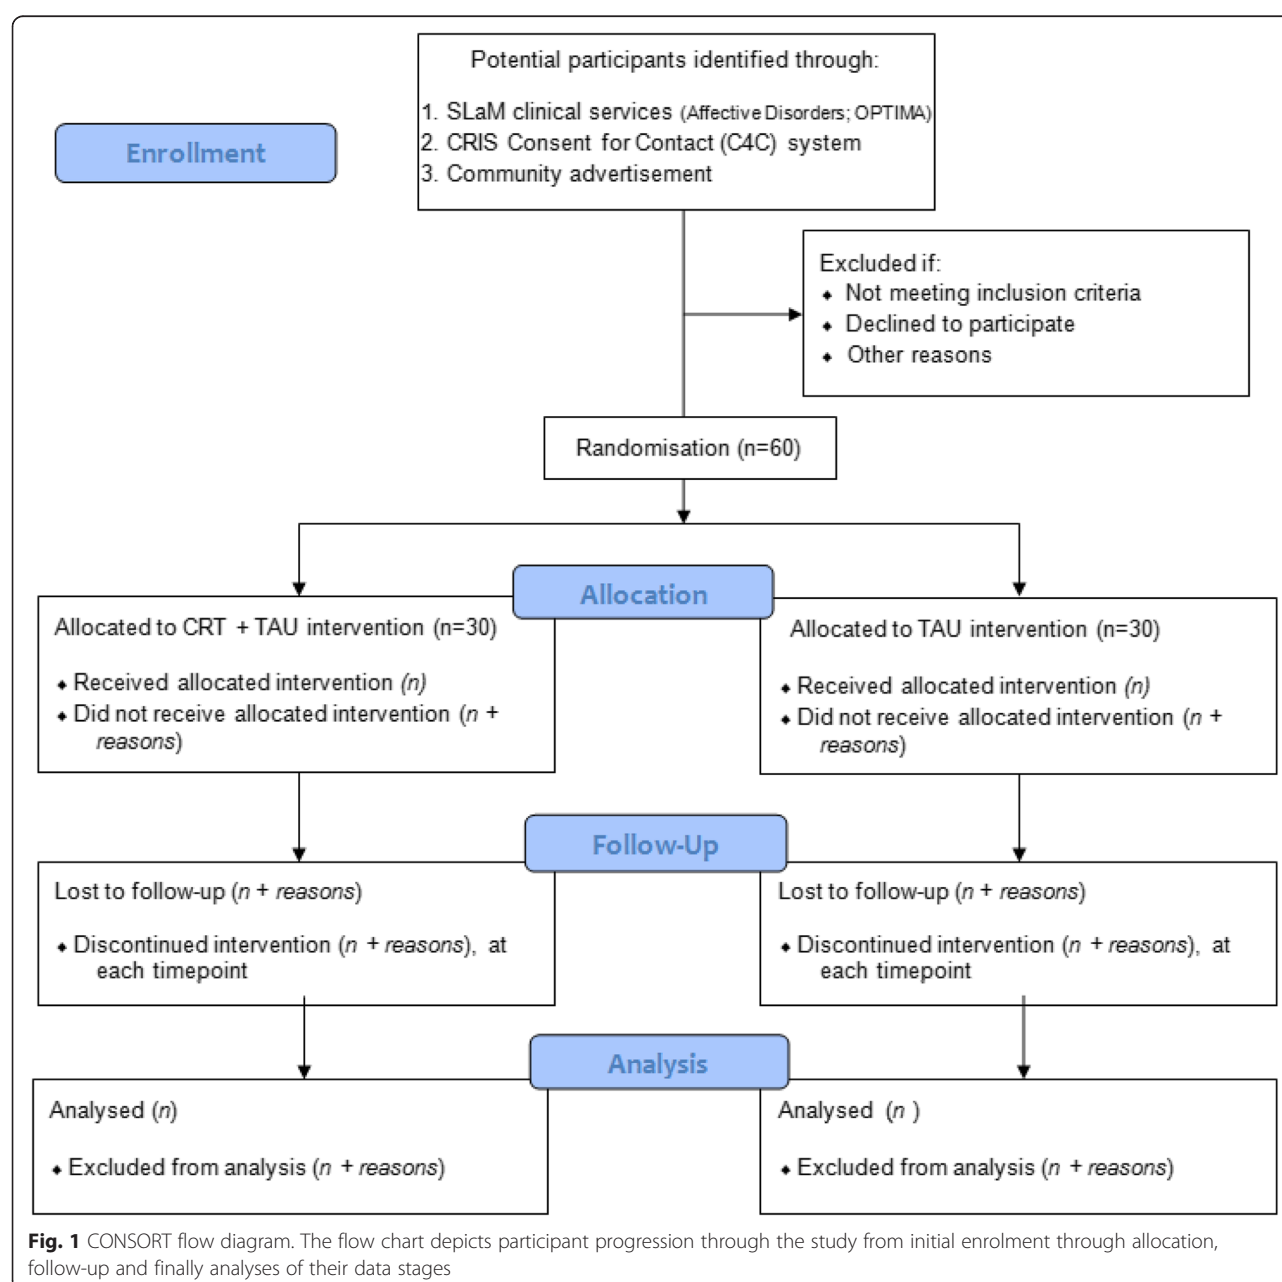 Potential participants identified through:
1. SLaM clinical services (Affective Disorders; OPTIMA)
2. CRIS Consent for Contact (C4C) system
3. Community advertisement
Enrollment
Excluded if:
⬥ Not meeting inclusion criteria
⬥ Declined to participate
⬥ Other reasons
Randomisation (n=60)
Allocation
Allocated to CRT + TAU intervention (n=30)
⬥ Received allocated intervention (n)
⬥ Did not receive allocated intervention (n +
reasons)
Allocated to TAU intervention (n=30)
⬥ Received allocated intervention (n)
⬥ Did not receive allocated intervention (n +
reasons)
Follow-Up
Lost to follow-up (n + reasons)
⬥ Discontinued intervention (n + reasons), at
each timepoint
Lost to follow-up (n + reasons)
⬥ Discontinued intervention (n + reasons), at
each timepoint
Analysis
Analysed (n)
⬥ Excluded from analysis (n + reasons)
Analysed (n )
⬥ Excluded from analysis (n + reasons)
Fig. 1 CONSORT flow diagram. The flow chart depicts participant progression through the study from initial enrolment through allocation,
follow-up and finally analyses of their data stages